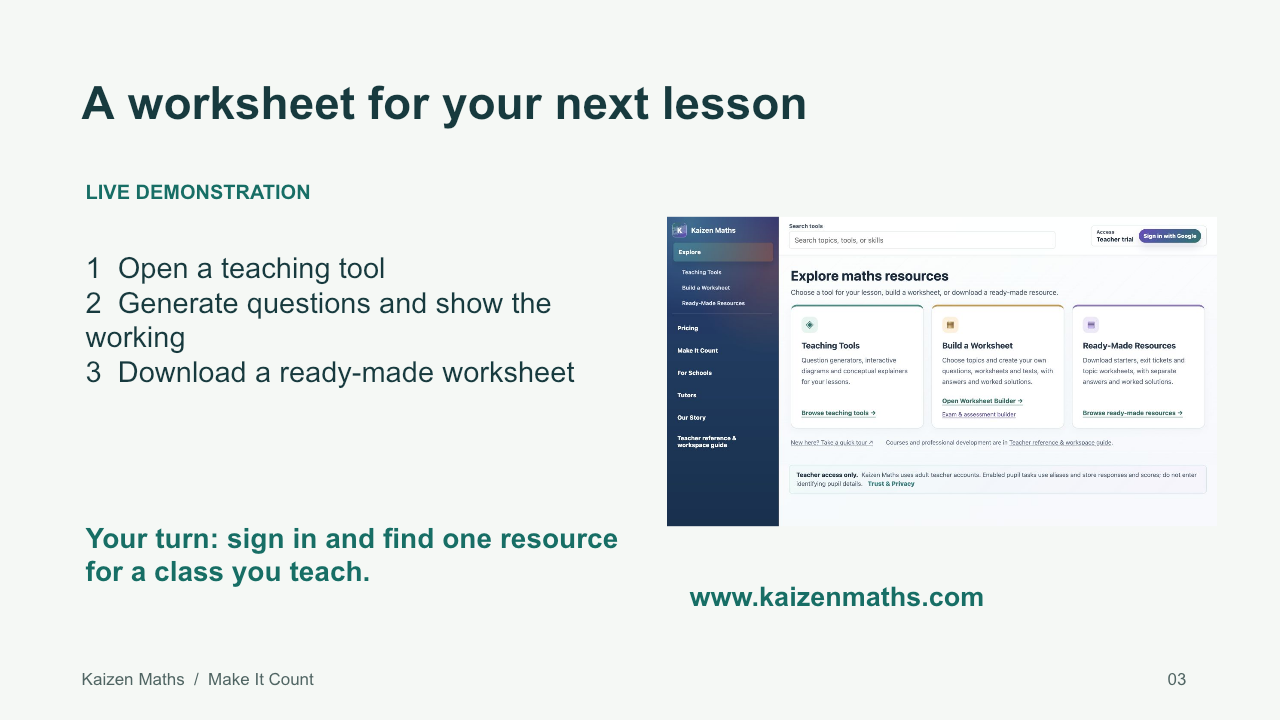 A worksheet for your next lesson
LIVE DEMONSTRATION
1 Open a teaching tool
2 Generate questions and show the
working
3 Download a ready-made worksheet
Your turn: sign in and find one resource
for a class you teach.
K Kaizen Maths
Explore
Teaching Tools
Build a Worksheet
Ready-Made Resources
Pricing
Make It Count
For Schools
Tutors
Our Story
Teacher reference &
workspace guide
Search tools
Search topics, tools, or skills
Access
Teacher trial
Sign in with Google
Explore maths resources
Choose a tool for your lesson, build a worksheet, or download a ready-made resource.
Teaching Tools
Question generators, interactive
diagrams and conceptual explainers
for your lessons.
Browse teaching tools →
Build a Worksheet
Choose topics and create your own
questions, worksheets and tests, with
answers and worked solutions.
Open Worksheet Builder →
Exam & assessment builder
Ready-Made Resources
Download starters, exit tickets and
topic worksheets, with separate
answers and worked solutions.
Browse ready-made resources →
New here? Take a quick tour ↗ Courses and professional development are in Teacher reference & workspace guide.
Teacher access only. Kaizen Maths uses adult teacher accounts. Enabled pupil tasks use aliases and store responses and scores; do not enter
identifying pupil details. Trust & Privacy
www.kaizenmaths.com
Kaizen Maths / Make It Count
03